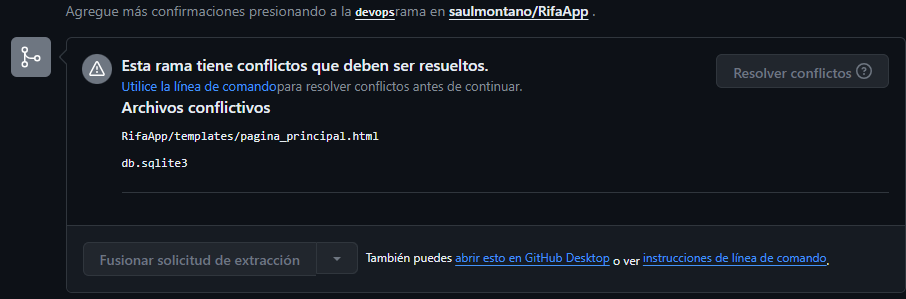 Agregue más confirmaciones presionando a la devopsrama en saulmontano/RifaApp .
Esta rama tiene conflictos que deben ser resueltos.
Resolver conflictos
Utilice la línea de comandopara resolver conflictos antes de continuar.
Archivos conflictivos
RifaApp/templates/pagina_principal.html
db.sqlite3
Fusionar solicitud de extracción
También puedes abrir esto en GitHub Desktop o ver instrucciones de línea de comando.